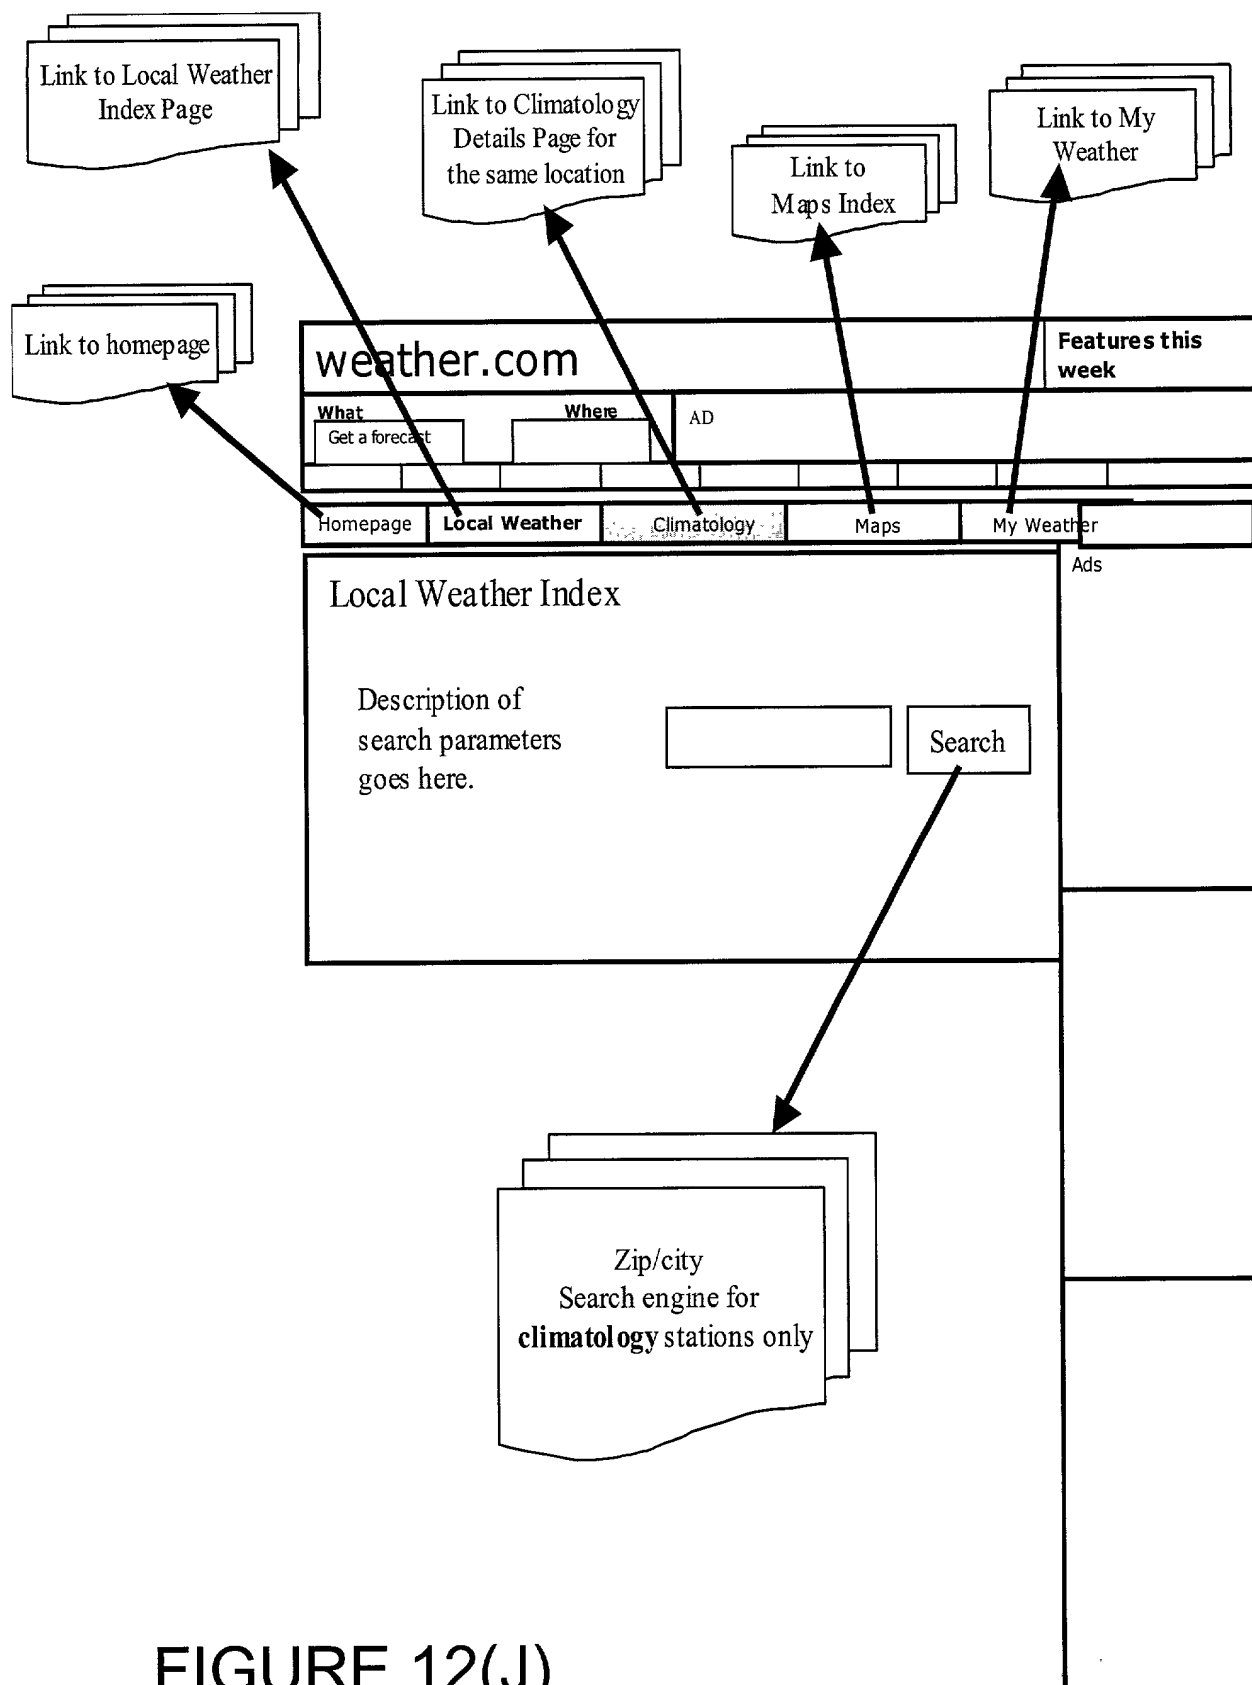 Link to Local Weather
Index Page
Link to Climatology
Details Page for
the same location
Link to
Maps Index
Link to My
Weather
Link to homepage
weather.com
Features this
week
What
Where
AD
Get a forecast
Homepage
Local Weather
Climatology
Maps
My Weather
Ads
Local Weather Index
Description of
search parameters
goes here.
Search
Zip/city
Search engine for
climatology stations only
FIGURE 12(J)